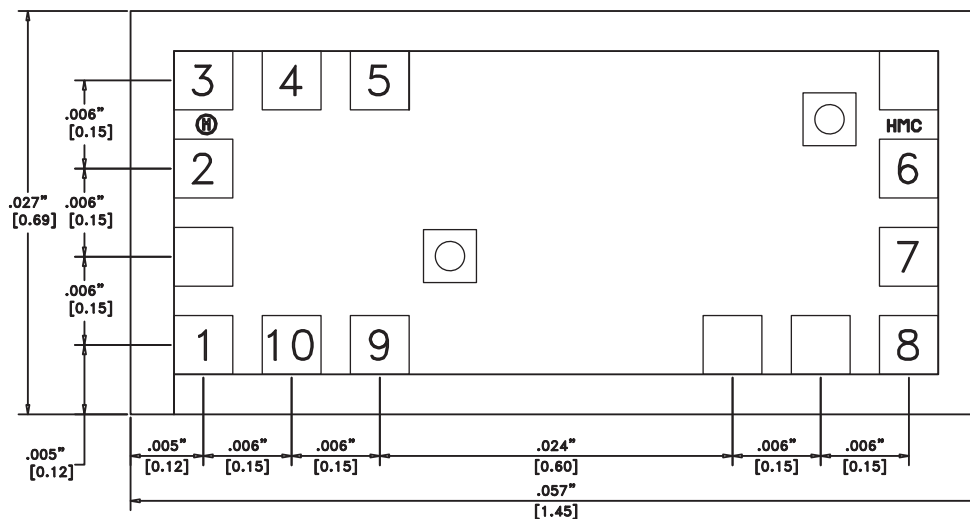 3 4 5
.006"
[0.15]
Ⓗ HMC
2 6
.027"
[0.69]
.006"
[0.15]
7
.006"
[0.15]
1 10 9 8
.005"
[0.12]
.005" .006" .006" .024" .006" .006"
[0.12] [0.15] [0.15] [0.60] [0.15] [0.15]
.057"
[1.45]